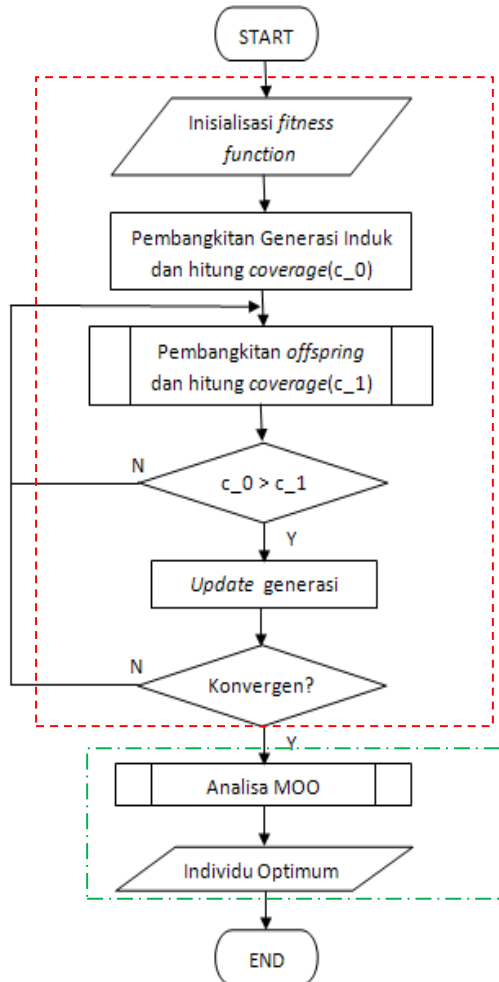 START
Inisialisasi fitness
function
Pembangkitan Generasi Induk
dan hitung coverage(c_0)
Pembangkitan offspring
dan hitung coverage(c_1)
N
c_0 > c_1
Y
Update generasi
N
Konvergen?
Y
Analisa MOO
Individu Optimum
END